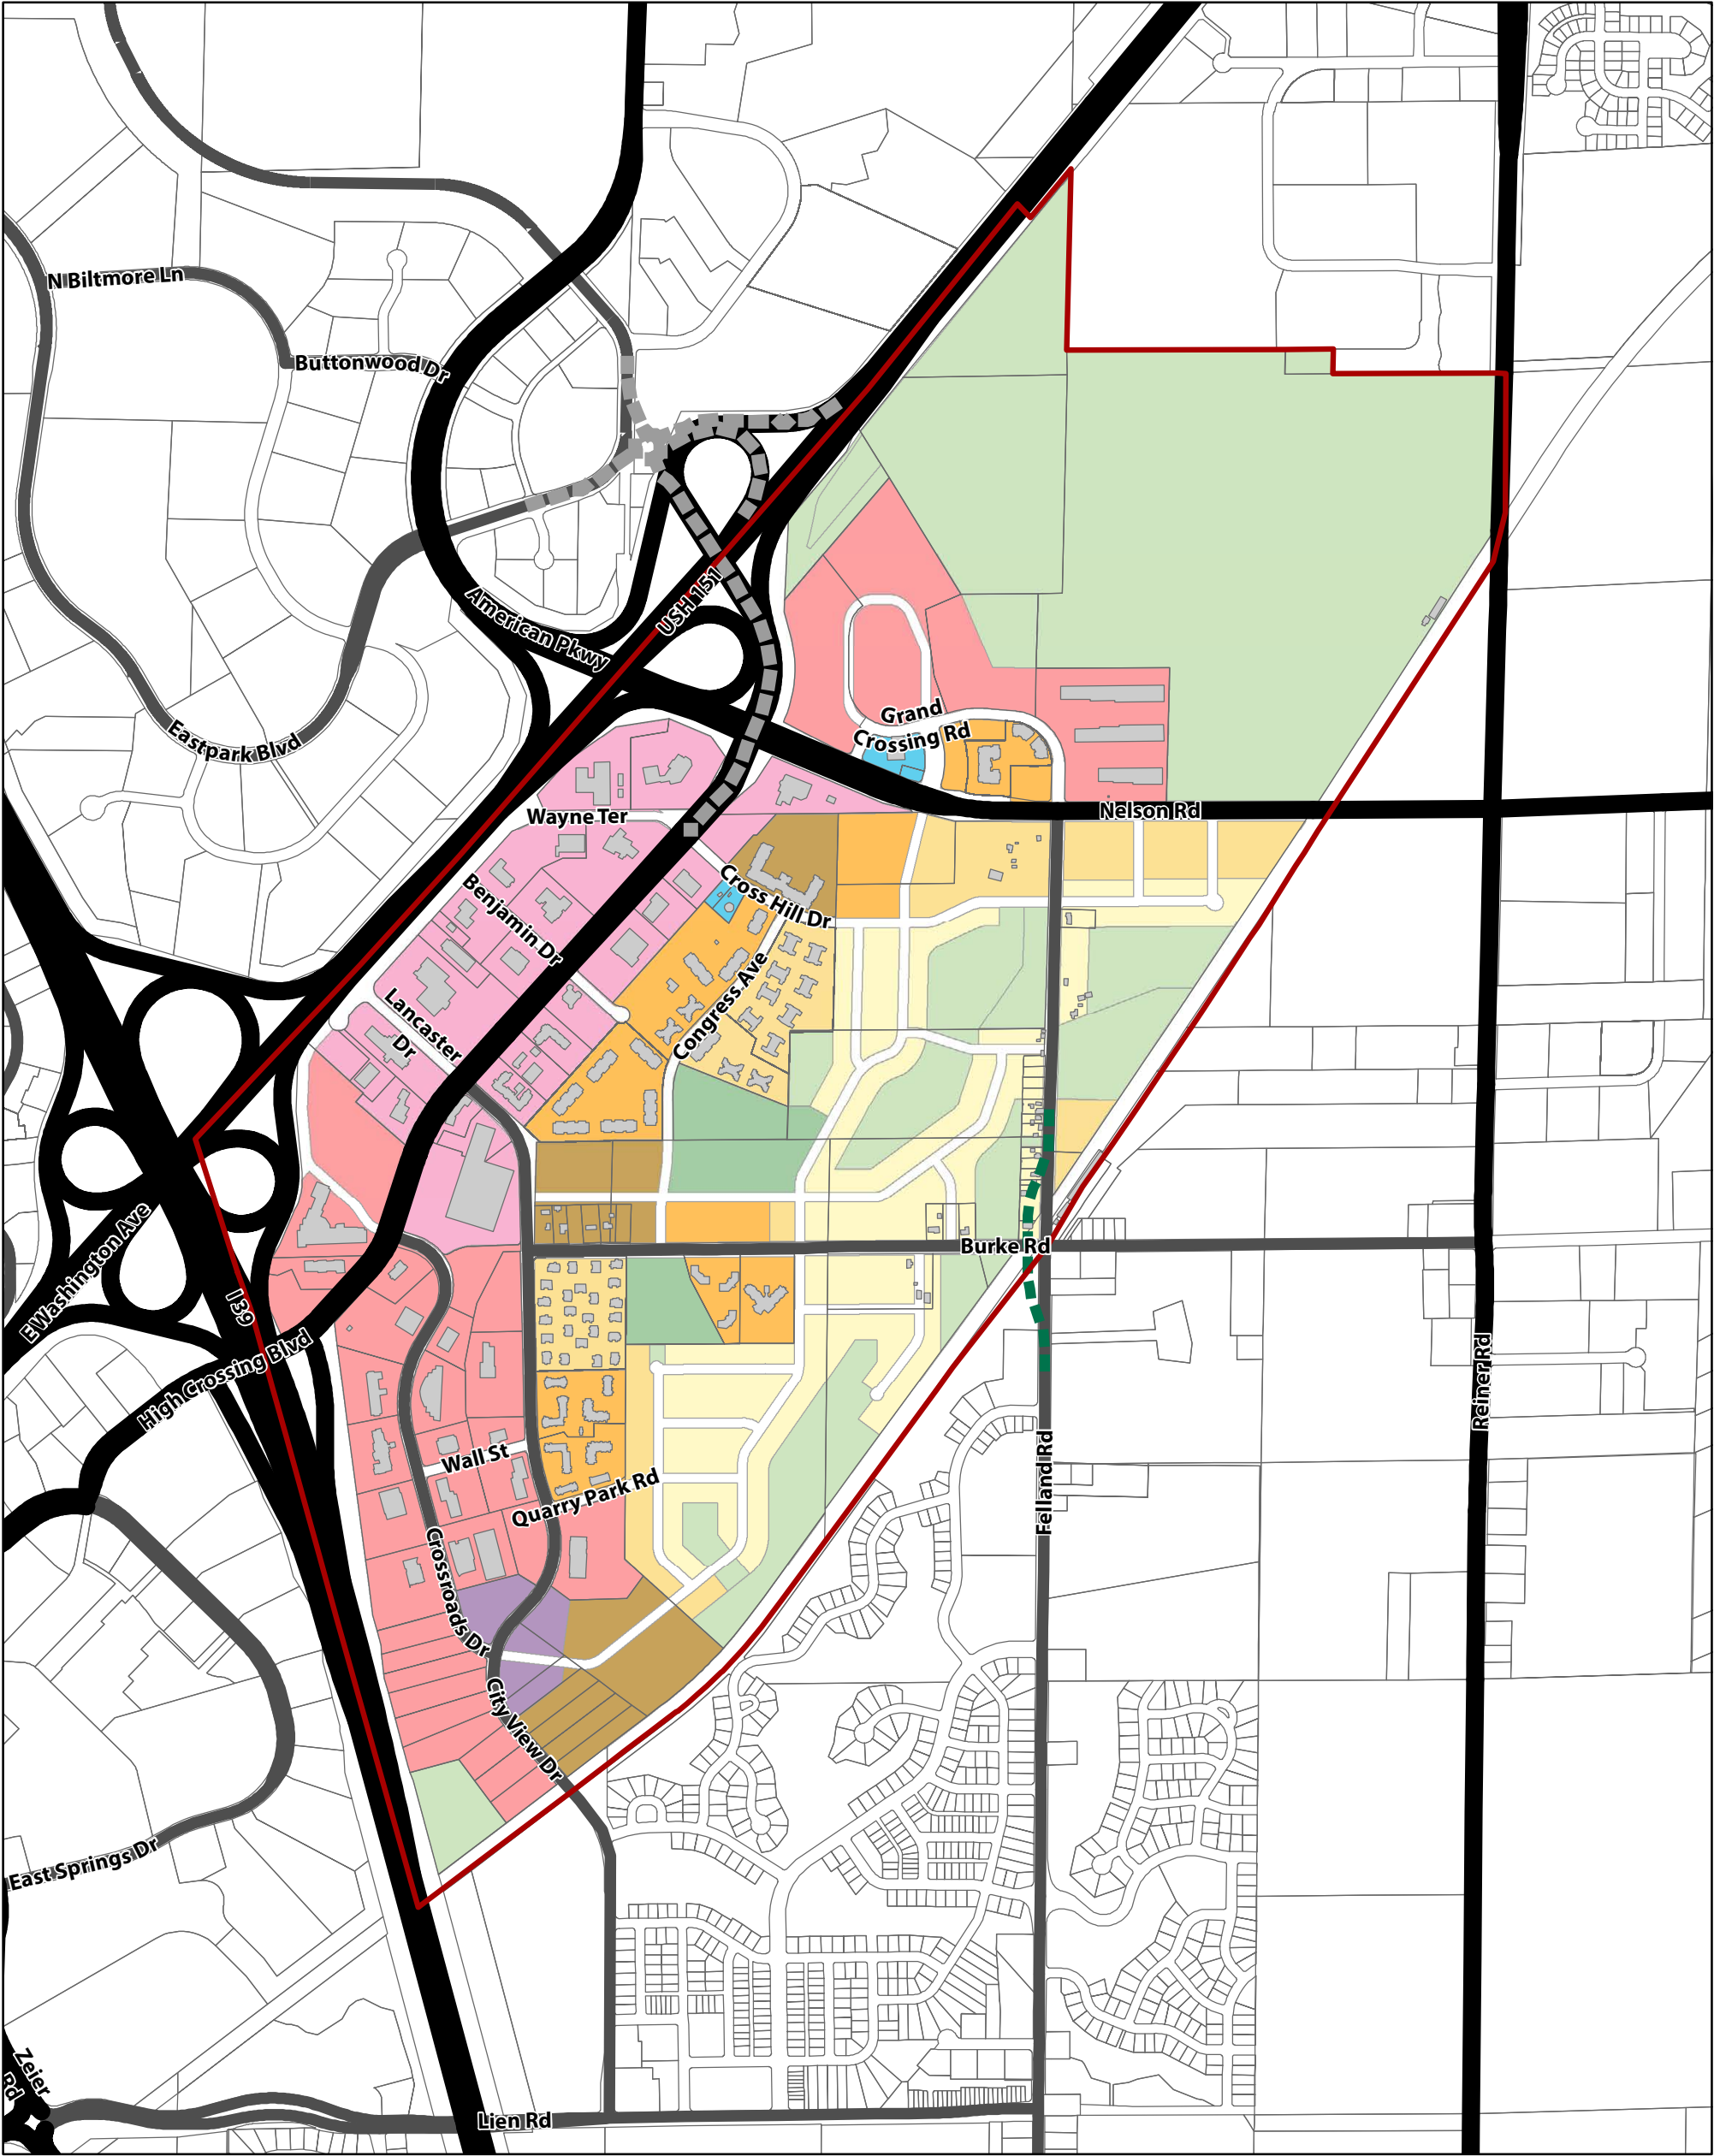 N Biltmore Ln
Buttonwood Dr
American Pkwy
USH 151
Eastpark Blvd
Grand
Crossing Rd
Nelson Rd
Wayne Ter
Cross Hill Dr
Benjamin Dr
Congress Ave
Lancaster
Dr
E Washington Ave
I 39
Burke Rd
High Crossing Blvd
Reiner Rd
Wall St
Quarry Park Rd
Felland Rd
Crossroads Dr
City View Dr
East Springs Dr
Zeier
Rd
Lien Rd